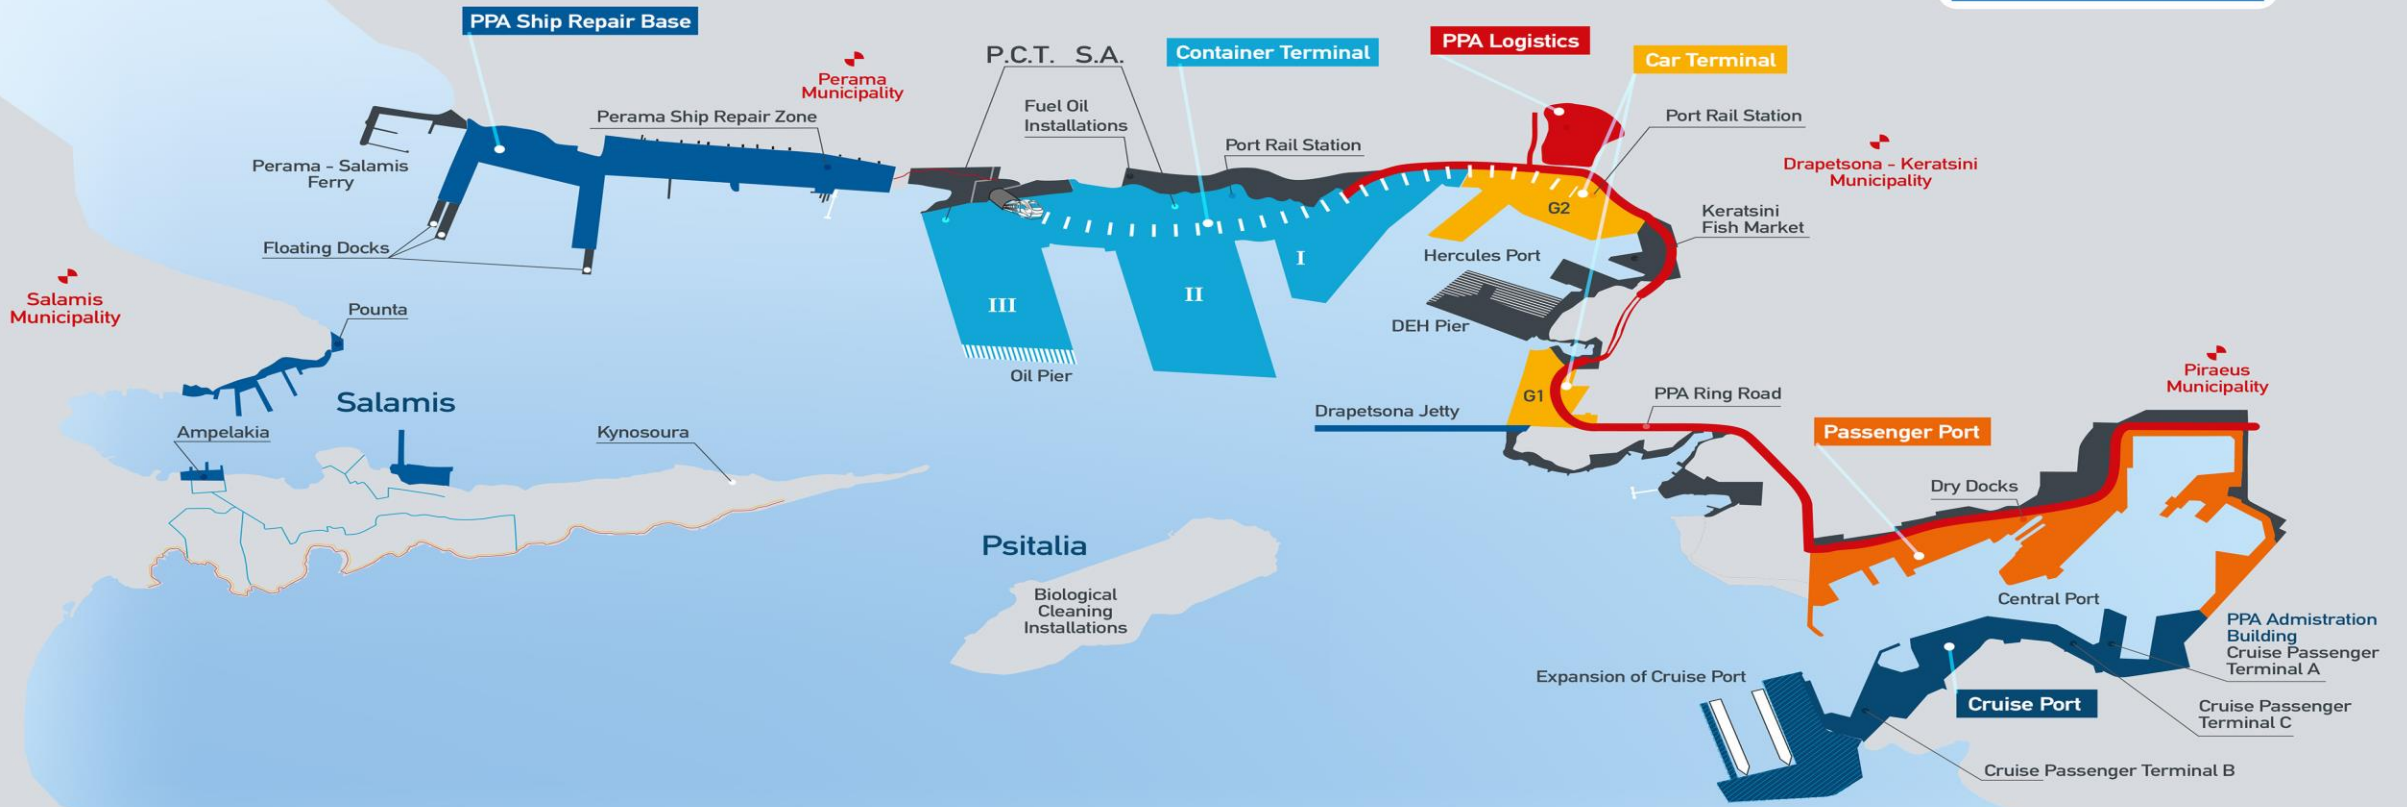 PPA Ship Repair Base
P.C.T. S.A.
Container Terminal
PPA Logistics
Car Terminal
Perama
Municipality
Perama Ship Repair Zone
Fuel Oil
Installations
Port Rail Station
Port Rail Station
Drapetsona - Keratsini
Municipality
Perama - Salamis
Ferry
Floating Docks
Keratsini
Fish Market
G2
Hercules Port
I
II
III
DEH Pier
Oil Pier
Salamis
Municipality
Pounta
Salamis
Ampelakia
Kynosoura
G1
Drapetsona Jetty
PPA Ring Road
Piraeus
Municipality
Passenger Port
Dry Docks
Psitalia
Biological
Cleaning
Installations
Central Port
PPA Admistration
Building
Cruise Passenger
Terminal A
Expansion of Cruise Port
Cruise Port
Cruise Passenger
Terminal C
Cruise Passenger Terminal B